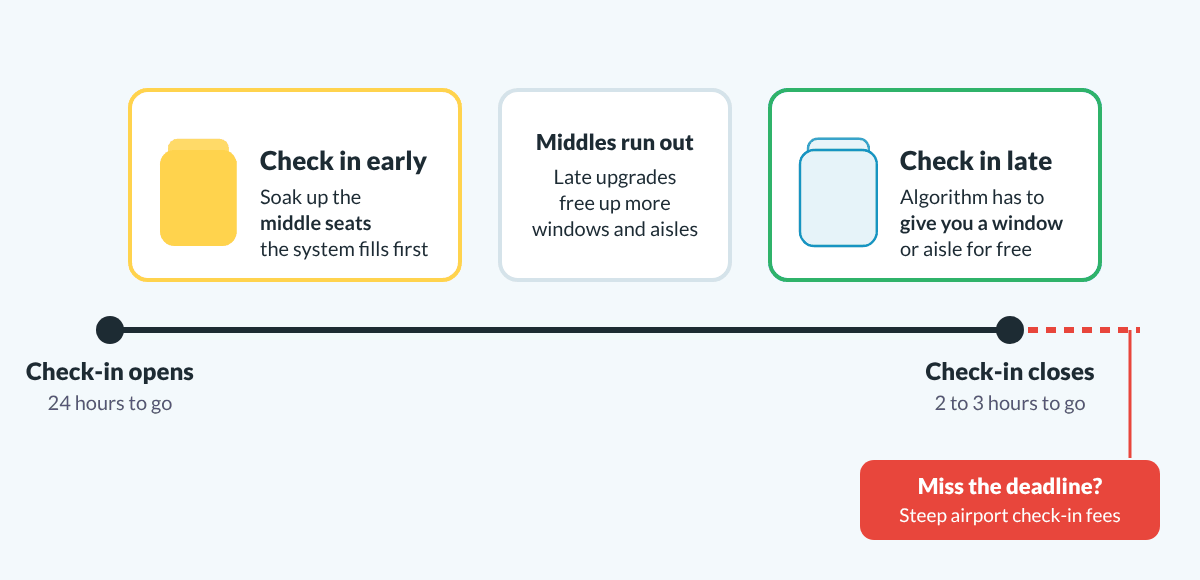 Check in early
Soak up the
middle seats
the system fills first
Middles run out
Late upgrades
free up more
windows and aisles
Check in late
Algorithm has to
give you a window
or aisle for free
Check-in opens
24 hours to go
Check-in closes
2 to 3 hours to go
Miss the deadline?
Steep airport check-in fees